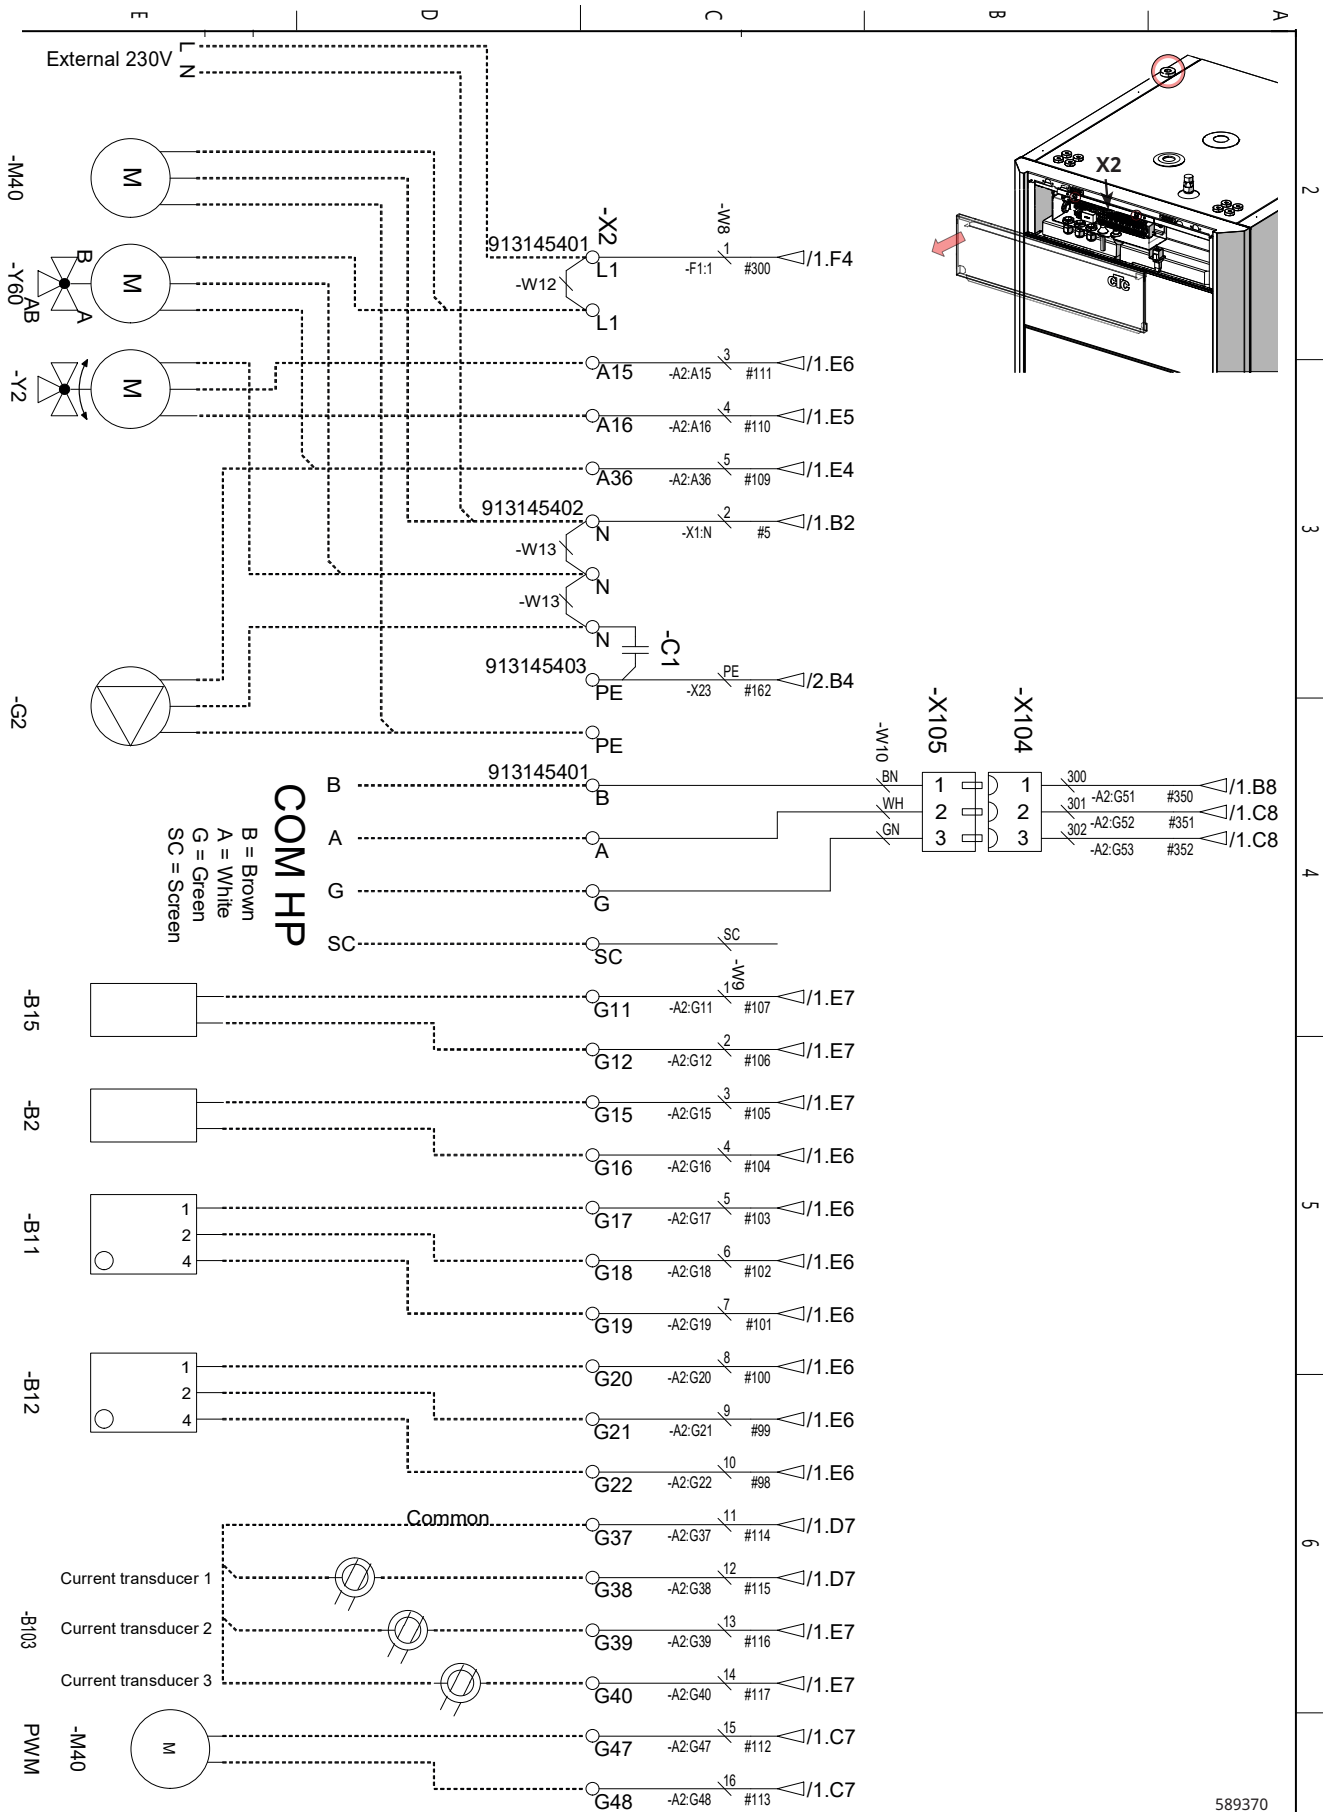 E D C B A
External 230V
L
N
-M40
M
-Y60
B
A
AB
M
-Y2
M
-G2
2
3
4
5
6
X2
CTC
-X2
-W8
913145401
L1
-F1:1
1
#300
/1.F4
-W12
L1
A15
-A2:A15
3
#111
/1.E6
A16
-A2:A16
4
#110
/1.E5
A36
-A2:A36
5
#109
/1.E4
913145402
N
-X1:N
2
#5
/1.B2
-W13
N
-W13
N
-C1
913145403
PE
-X23
PE
#162
/2.B4
PE
-W10
-X105
-X104
B
913145401
B
BN
1 1
300
-A2:G51
#350
/1.B8
A
A
WH
2 2
301
-A2:G52
#351
/1.C8
G
G
GN
3 3
302
-A2:G53
#352
/1.C8
SC
SC
SC
COM HP
B = Brown
A = White
G = Green
SC = Screen
-W9
-B15
G11
-A2:G11
1
#107
/1.E7
G12
-A2:G12
2
#106
/1.E7
-B2
G15
-A2:G15
3
#105
/1.E7
G16
-A2:G16
4
#104
/1.E6
-B11
1
2
4
G17
-A2:G17
5
#103
/1.E6
G18
-A2:G18
6
#102
/1.E6
G19
-A2:G19
7
#101
/1.E6
-B12
1
2
4
G20
-A2:G20
8
#100
/1.E6
G21
-A2:G21
9
#99
/1.E6
G22
-A2:G22
10
#98
/1.E6
Common
G37
-A2:G37
11
#114
/1.D7
-B103
Current transducer 1
G38
-A2:G38
12
#115
/1.D7
Current transducer 2
G39
-A2:G39
13
#116
/1.E7
Current transducer 3
G40
-A2:G40
14
#117
/1.E7
PWM
-M40
M
G47
-A2:G47
15
#112
/1.C7
G48
-A2:G48
16
#113
/1.C7
589370